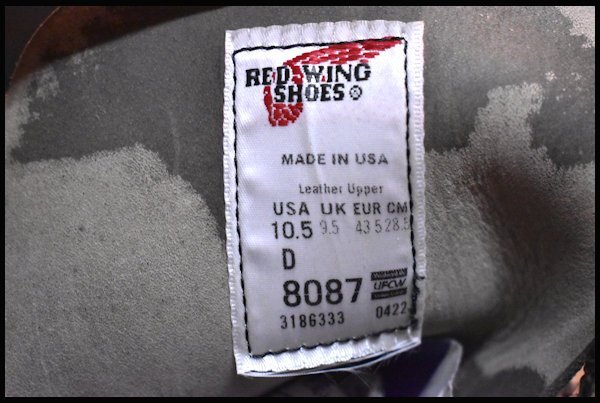 RED WING
SHOES ®
MADE IN USA
Leather Upper
USA UK EUR CM
10.5 9.5 43.5 28.5
D
8087 UFCW
3186333 0422